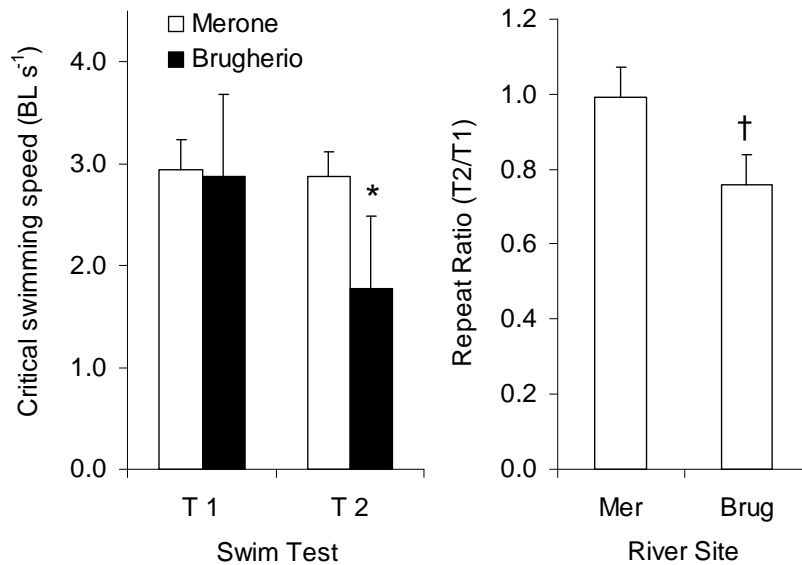 Merone
Brugherio
Critical swimming speed (BL s⁻¹)
4.0
3.0
2.0
1.0
0.0
*
T 1
T 2
Swim Test
Repeat Ratio (T2/T1)
1.2
1.0
0.8
0.6
0.4
0.2
0.0
†
Mer
Brug
River Site